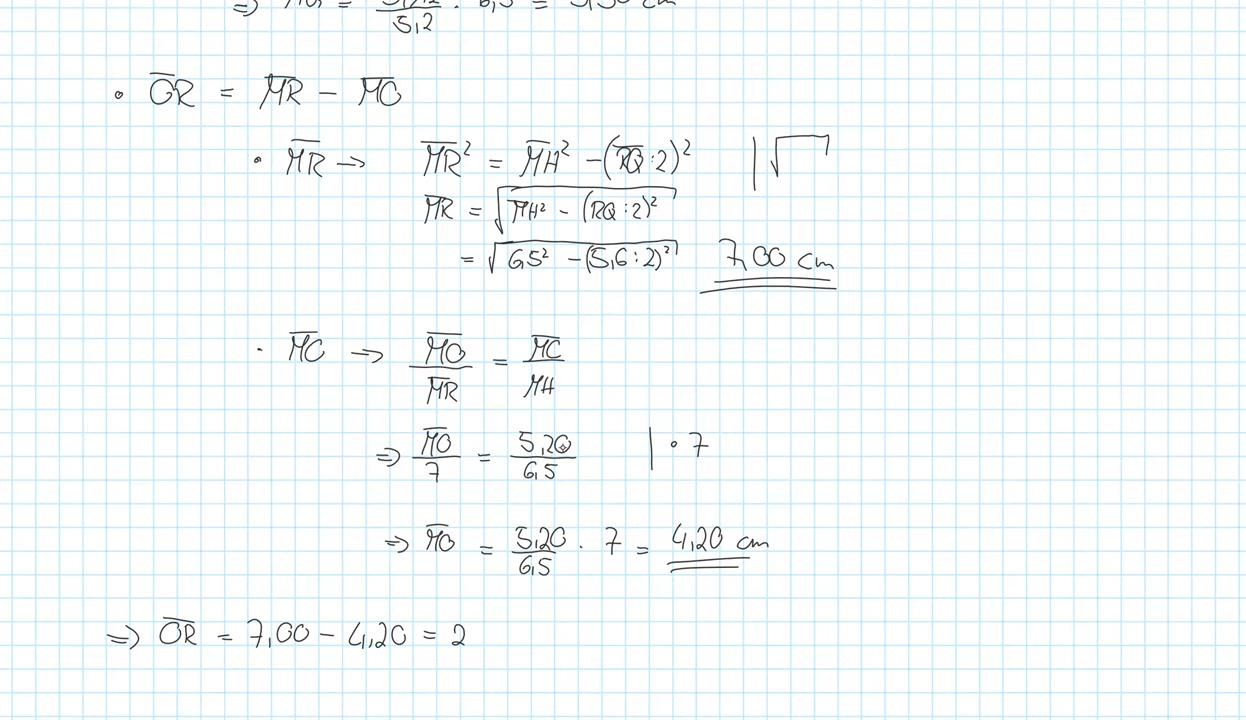 5,2
• OR = MR - MO
• MR → MR² = MH² - (RQ : 2)² | √
MR = √MH² - (RQ : 2)²
= √6,5² - (5,6 : 2)² 7,00 cm
• MO → MO/MR = MC/MH
⇒ MO/7 = 5,20/6,5 | • 7
⇒ MO = 5,20/6,5 · 7 = 4,20 cm
⇒ OR = 7,00 - 4,20 = 2